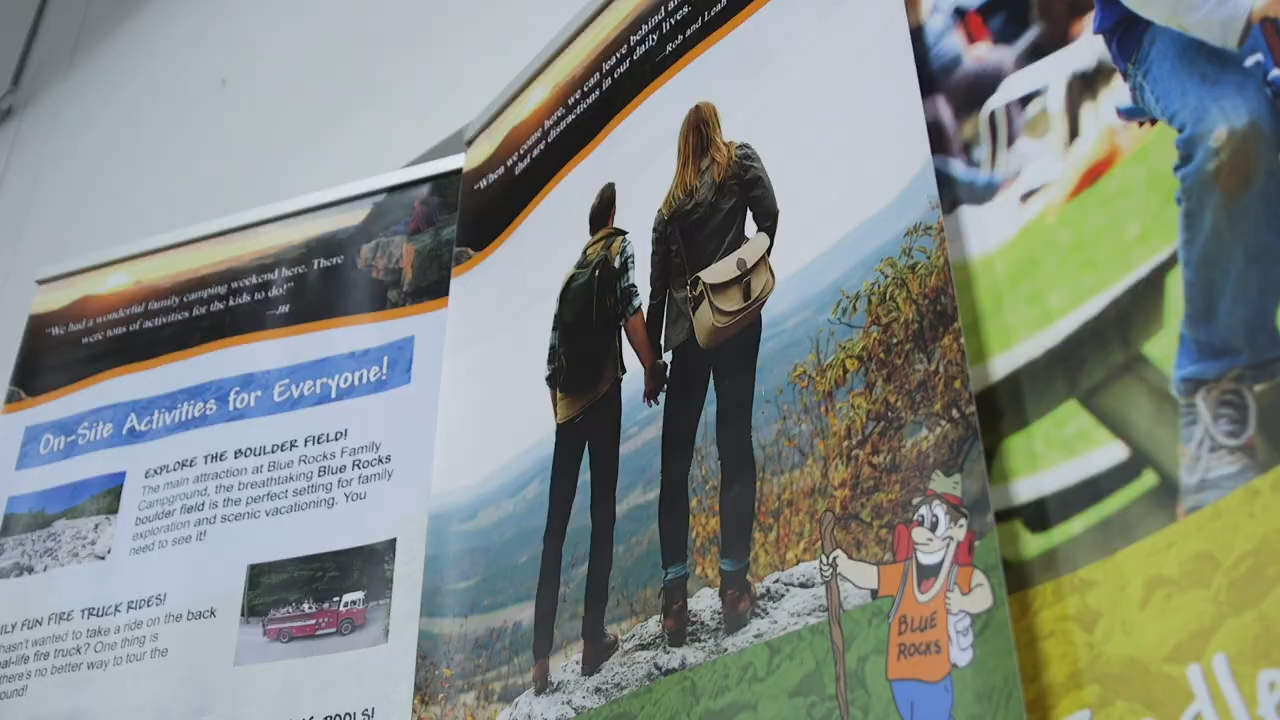 "We had a wonderful family camping weekend here. There
were tons of activities for the kids to do!"
—JH
On-Site Activities for Everyone!
EXPLORE THE BOULDER FIELD!
The main attraction at Blue Rocks Family
Campground, the breathtaking Blue Rocks
boulder field is the perfect setting for family
exploration and scenic vacationing. You
need to see it!
ILY FUN FIRE TRUCK RIDES!
hasn't wanted to take a ride on the back
al-life fire truck? One thing is
there's no better way to tour the
ound!
POOLS!
"When we come here, we can leave behind
that are distractions in our daily lives.
—Rob and Leah
BLUE
ROCKS